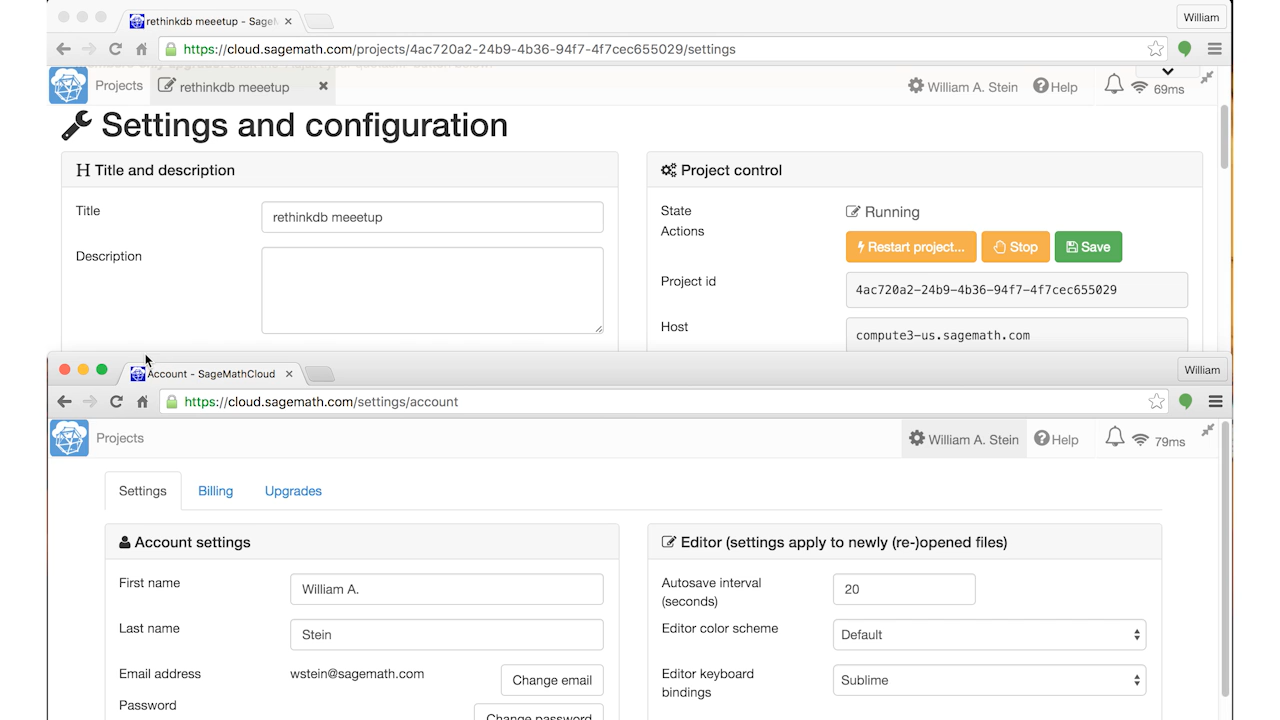 rethinkdb meeetup - Sage
William
https://cloud.sagemath.com/projects/4ac720a2-24b9-4b36-94f7-4f7cec655029/settings
Projects
rethinkdb meeetup
William A. Stein
Help
69ms
Settings and configuration
H Title and description
Title
rethinkdb meeetup
Description
Project control
State
Running
Actions
Restart project...
Stop
Save
Project id
4ac720a2-24b9-4b36-94f7-4f7cec655029
Host
compute3-us.sagemath.com
Account - SageMathCloud
William
https://cloud.sagemath.com/settings/account
Projects
William A. Stein
Help
79ms
Settings
Billing
Upgrades
Account settings
First name
William A.
Last name
Stein
Email address
wstein@sagemath.com
Change email
Password
Change password
Editor (settings apply to newly (re-)opened files)
Autosave interval
(seconds)
20
Editor color scheme
Default
Editor keyboard
bindings
Sublime